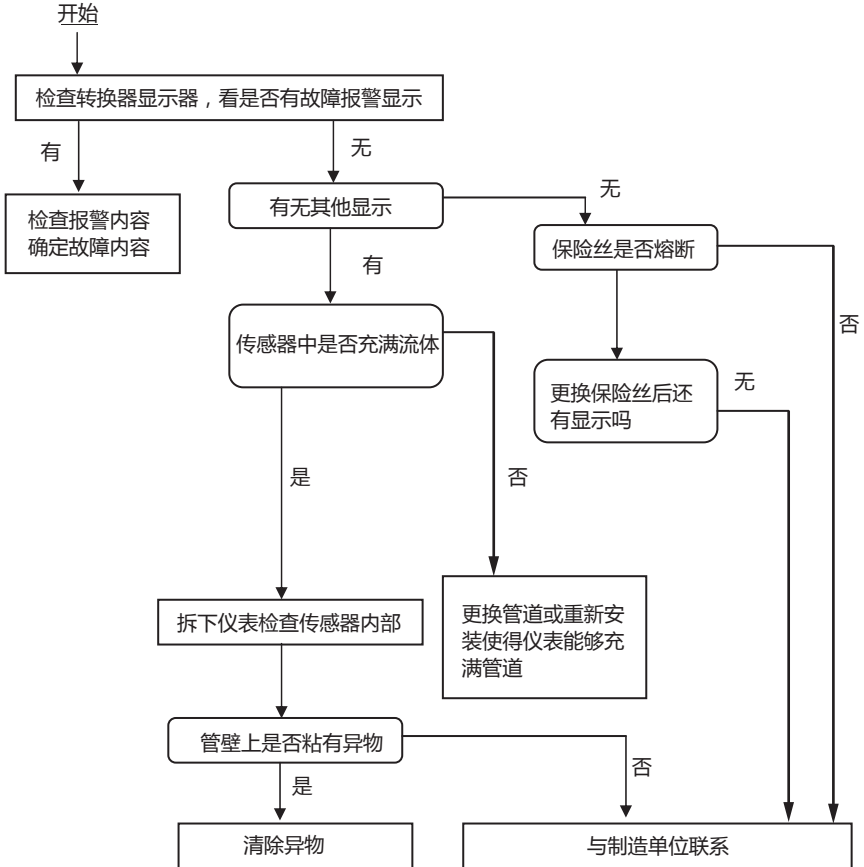 开始
检查转换器显示器，看是否有故障报警显示
有
无
检查报警内容
确定故障内容
有无其他显示
无
保险丝是否熔断
有
否
传感器中是否充满流体
更换保险丝后还
有显示吗
无
是
否
拆下仪表检查传感器内部
更换管道或重新安
装使得仪表能够充
满管道
管壁上是否粘有异物
否
是
清除异物
与制造单位联系